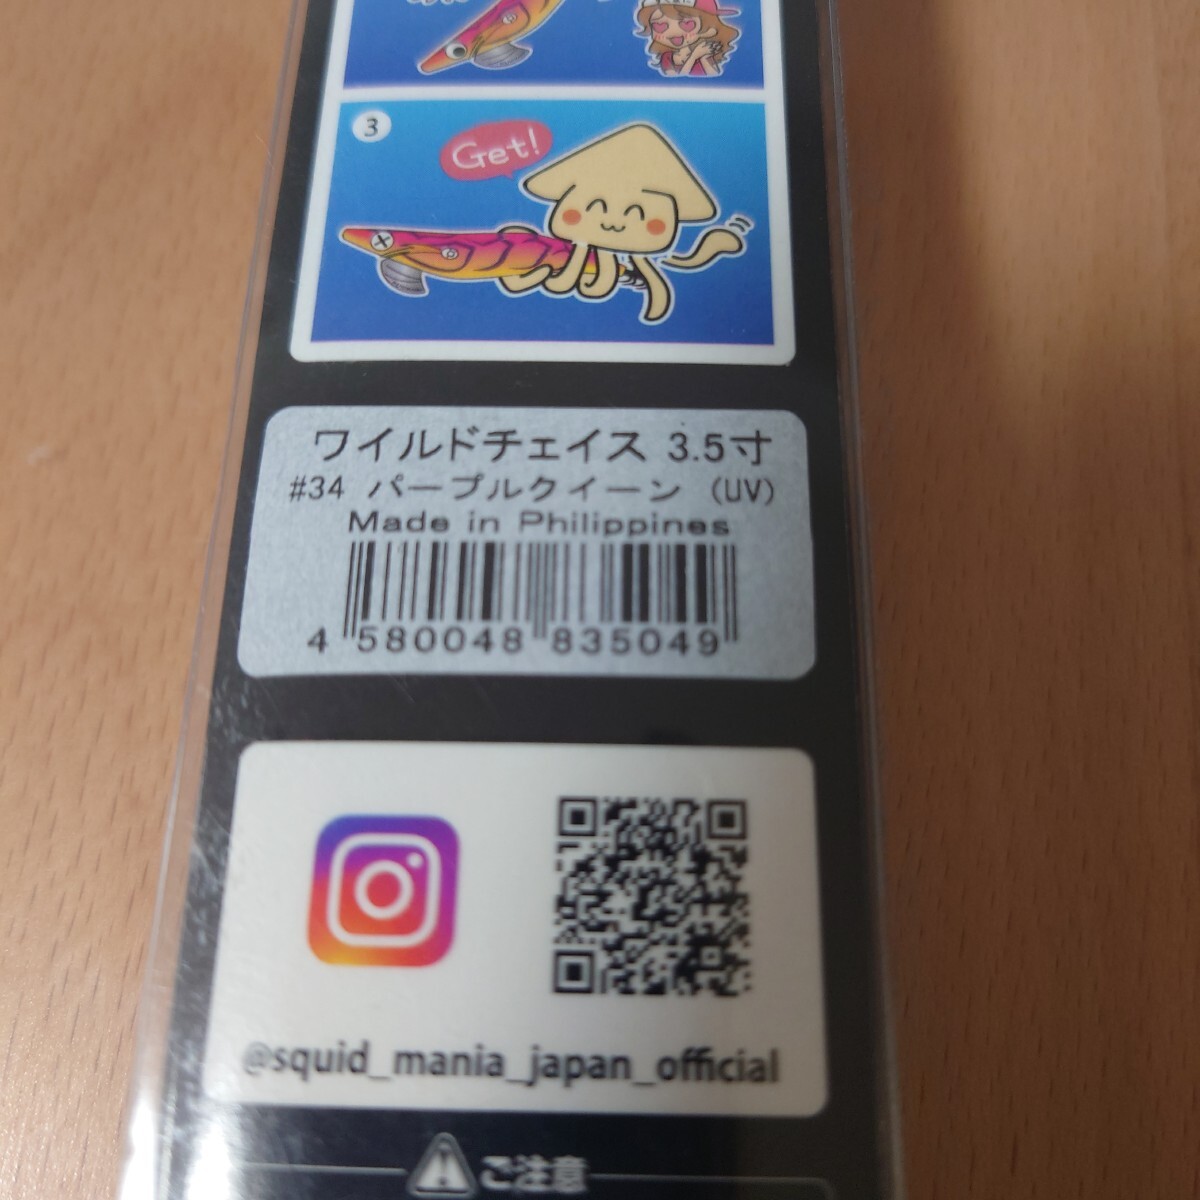 3
Get!
ワイルドチェイス 3.5寸
#34 パープルクイーン (UV)
Made in Philippines
4 580048 835049
@squid_mania_japan_official
ご注意